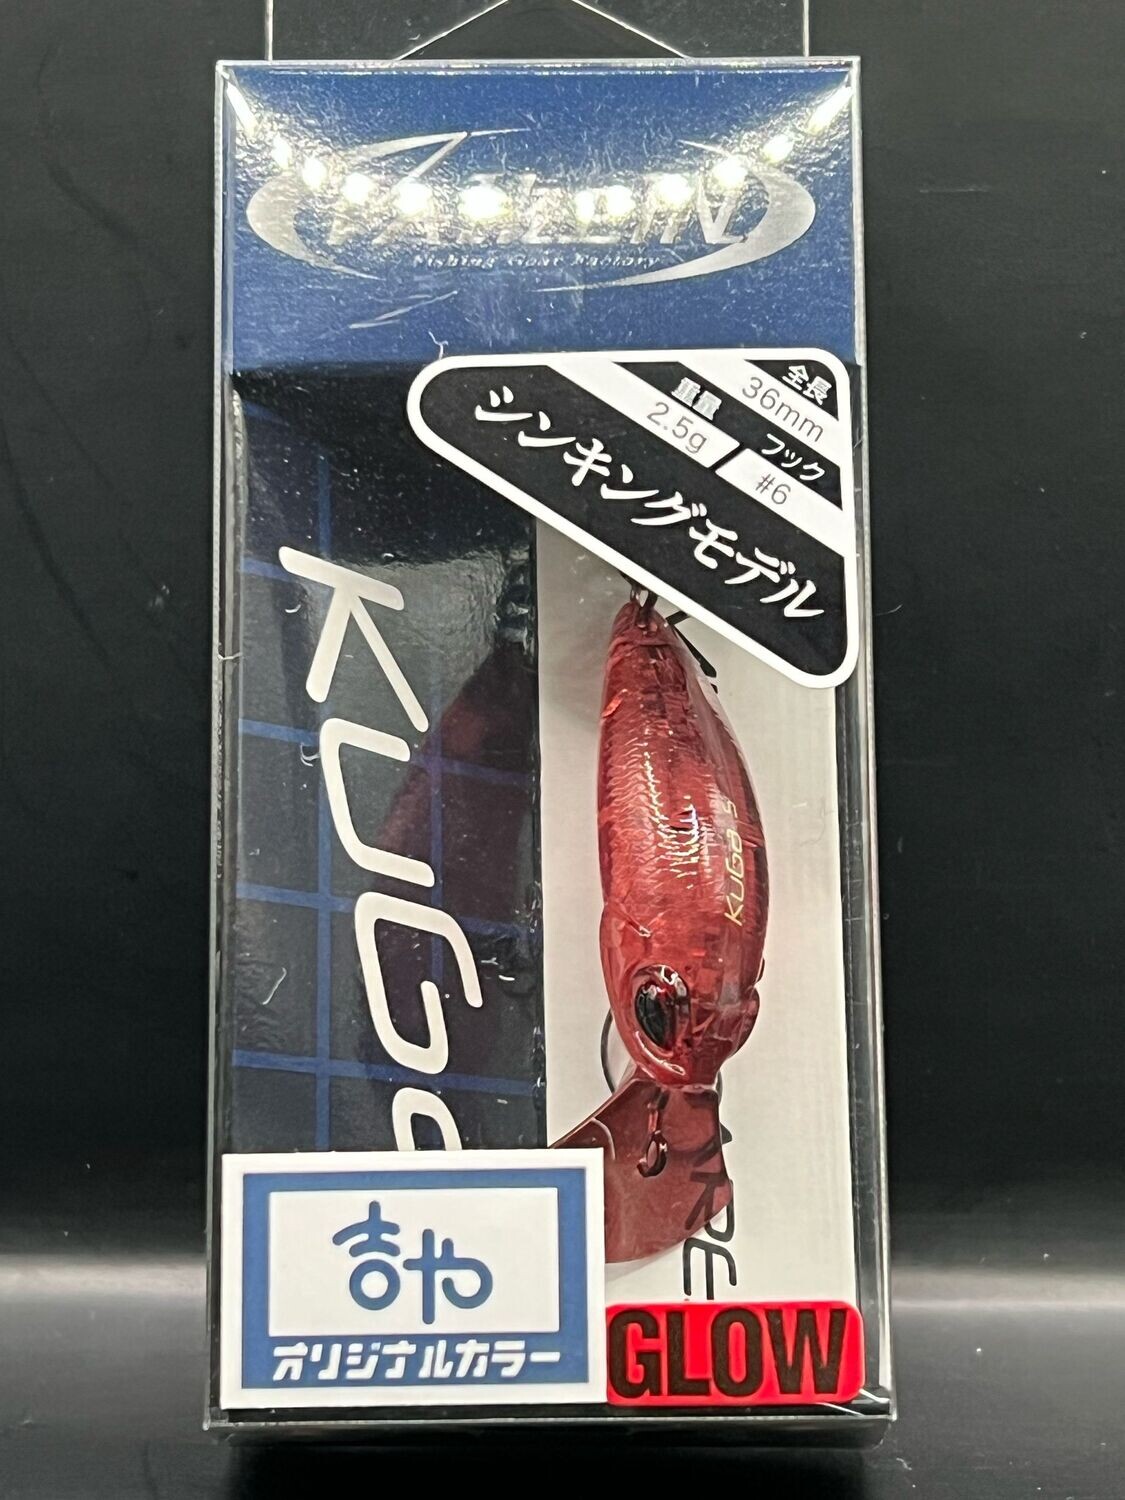 Fishing Gear Factory
全長
36mm
重量
2.5g
フック
#6
シンキングモデル
KUGa
KUGa S
ARE
吉や
オリジナルカラー
GLOW